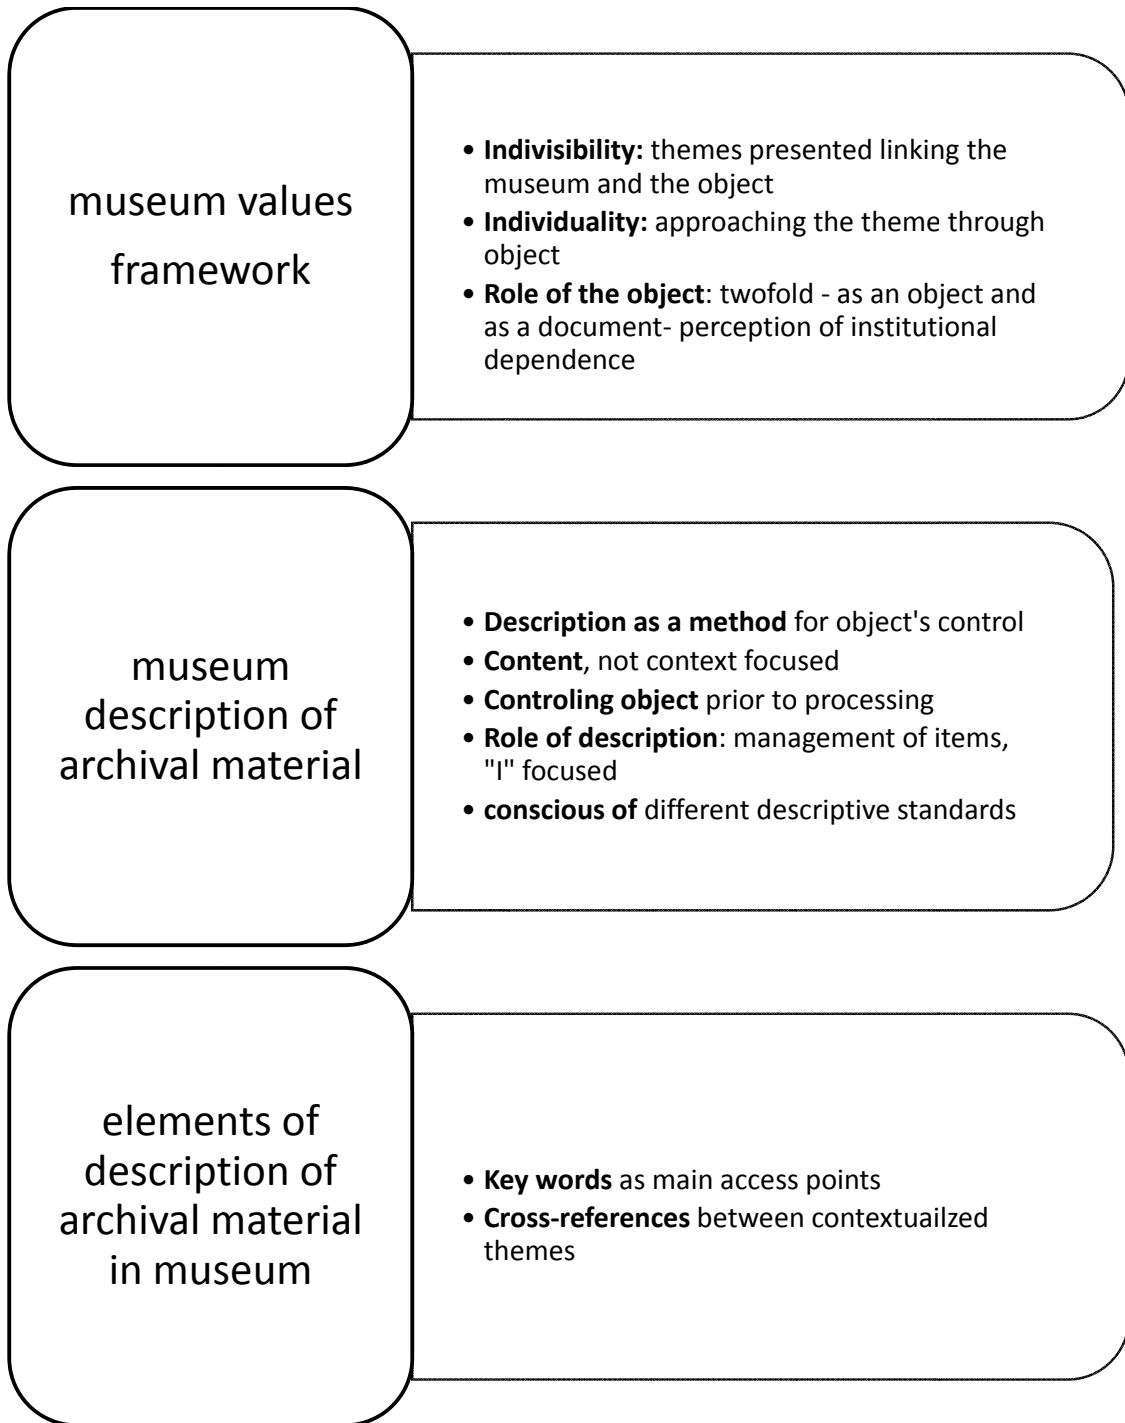 museum values
framework
• Indivisibility: themes presented linking the
museum and the object
• Individuality: approaching the theme through
object
• Role of the object: twofold - as an object and
as a document- perception of institutional
dependence
museum
description of
archival material
• Description as a method for object's control
• Content, not context focused
• Controling object prior to processing
• Role of description: management of items,
"I" focused
• conscious of different descriptive standards
elements of
description of
archival material
in museum
• Key words as main access points
• Cross-references between contextuailzed
themes